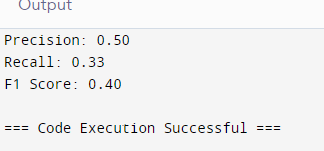 Output
Precision: 0.50
Recall: 0.33
F1 Score: 0.40
=== Code Execution Successful ===